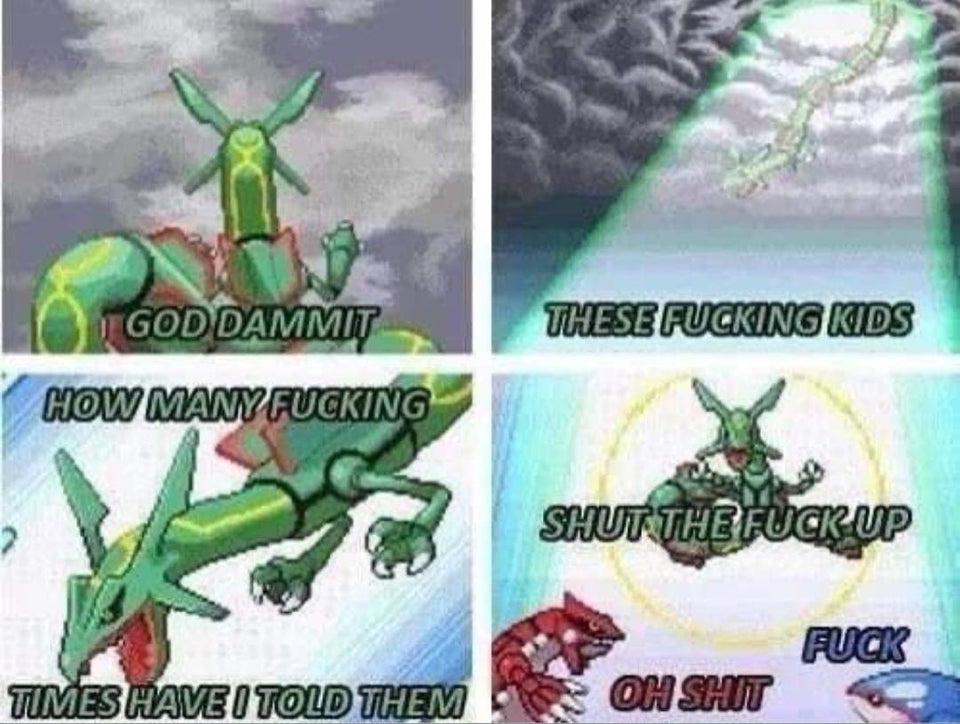 GOD DAMMIT
THESE FUCKING KIDS
HOW MANY FUCKING
TIMES HAVE I TOLD THEM
SHUT THE FUCK UP
FUCK
OH SHIT